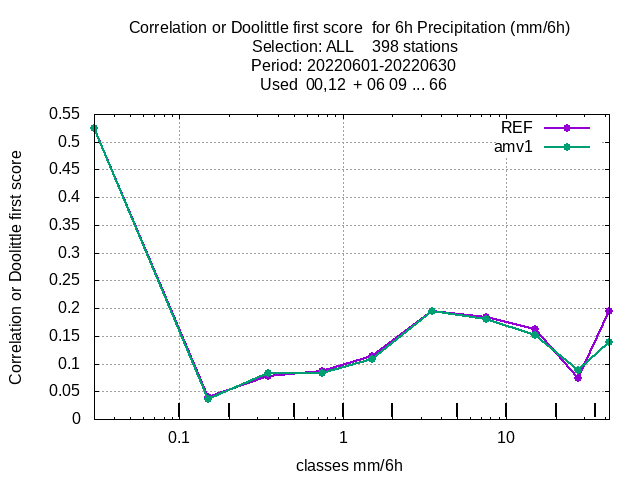 Correlation or Doolittle first score  for 6h Precipitation (mm/6h)
Selection: ALL    398 stations
Period: 20220601-20220630
Used  00,12  + 06 09 ... 66
REF
amv1
Correlation or Doolittle first score
0.55
0.5
0.45
0.4
0.35
0.3
0.25
0.2
0.15
0.1
0.05
0
0.1 1 10
classes mm/6h